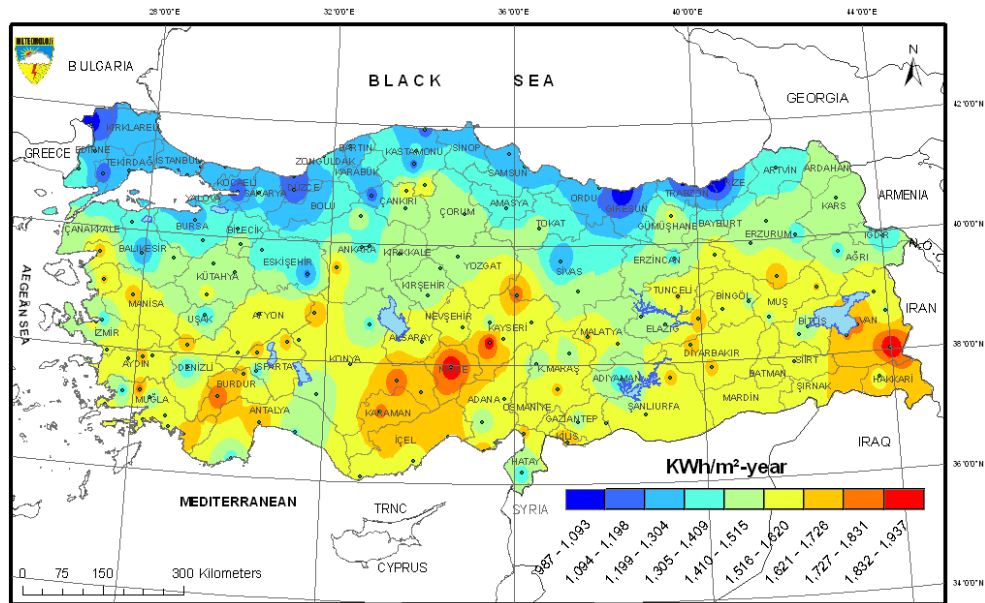 28°0'0"E 32°0'0"E 36°0'0"E 40°0'0"E 44°0'0"E
BULGARIA
BLACK SEA
N
GEORGIA
42°0'0"N
KIRKLARELİ
EDİRNE
GREECE
TEKİRDAĞ
İSTANBUL
KOCAELİ
YALOVA
SAKARYA
DÜZCE
ZONGULDAK
BARTIN
KARABÜK
KASTAMONU
SİNOP
SAMSUN
ORDU
GİRESUN
TRABZON
RİZE
ARTVİN
ARDAHAN
ARMENIA
ÇANAKKALE
BALIKESİR
BURSA
BİLECİK
BOLU
ÇANKIRI
ÇORUM
AMASYA
TOKAT
GÜMÜŞHANE
BAYBURT
ERZURUM
KARS
IĞDIR
40°0'0"N
AĞRI
ESKİŞEHİR
KÜTAHYA
ANKARA
KIRIKKALE
YOZGAT
SİVAS
ERZİNCAN
AEGEAN SEA
MANİSA
İZMİR
UŞAK
AFYON
KIRŞEHİR
NEVŞEHİR
AKSARAY
KAYSERİ
MALATYA
TUNCELİ
ELAZIĞ
BİNGÖL
MUŞ
BİTLİS
VAN
IRAN
38°0'0"N
AYDIN
DENİZLİ
ISPARTA
BURDUR
KONYA
NİĞDE
K.MARAŞ
ADIYAMAN
DİYARBAKIR
BATMAN
SİİRT
ŞIRNAK
HAKKARİ
MUĞLA
ANTALYA
KARAMAN
İÇEL
ADANA
OSMANİYE
GAZİANTEP
KİLİS
ŞANLIURFA
MARDİN
HATAY
IRAQ
36°0'0"N
KWh/m²-year
MEDITERRANEAN
TRNC
SYRIA
CYPRUS
987 - 1,093
1,094 - 1,198
1,199 - 1,304
1,305 - 1,409
1,410 - 1,515
1,516 - 1,620
1,621 - 1,726
1,727 - 1,831
1,832 - 1,937
0 75 150 300 Kilometers
34°0'0"N